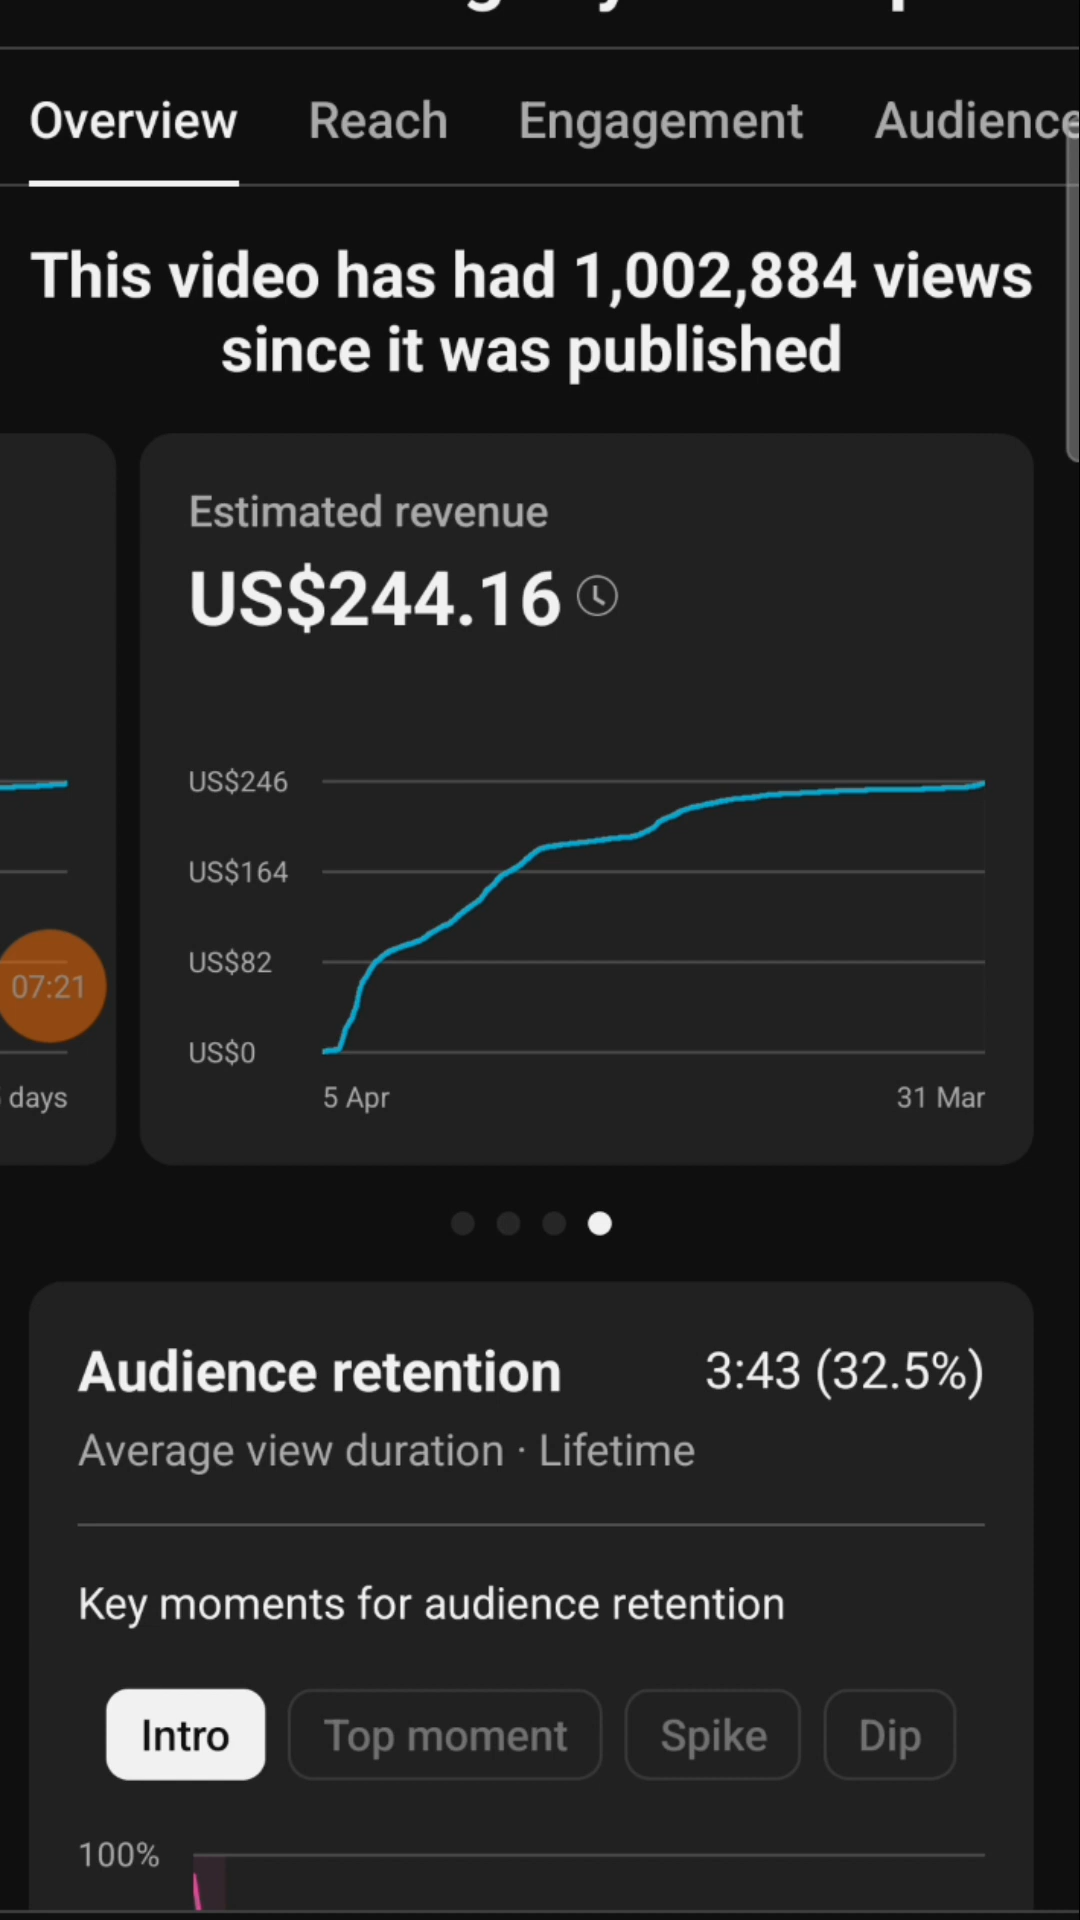 Overview Reach Engagement Audience
This video has had 1,002,884 views
since it was published
Estimated revenue
US$244.16
US$246
US$164
US$82
US$0
5 Apr 31 Mar
07:21
days
Audience retention 3:43 (32.5%)
Average view duration · Lifetime
Key moments for audience retention
Intro Top moment Spike Dip
100%